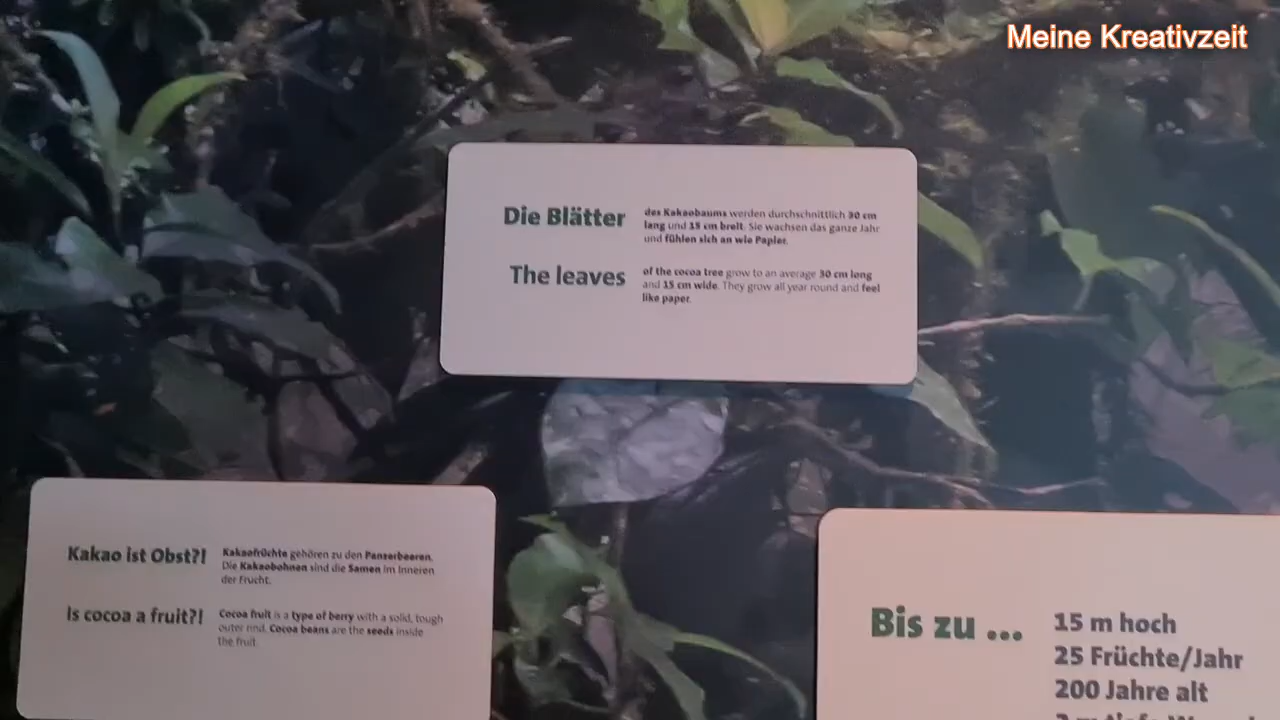 Meine Kreativzeit
Die Blätter
des Kakaobaums werden durchschnittlich 30 cm
lang und 15 cm breit. Sie wachsen das ganze Jahr
und fühlen sich an wie Papier.
The leaves
of the cocoa tree grow to an average 30 cm long
and 15 cm wide. They grow all year round and feel
like paper.
Kakao ist Obst?!
Kakaofrüchte gehören zu den Panzerbeeren.
Die Kakaobohnen sind die Samen im Inneren
der Frucht.
Is cocoa a fruit?!
Cocoa fruit is a type of berry with a solid, tough
outer rind. Cocoa beans are the seeds inside
the fruit.
Bis zu ...
15 m hoch
25 Früchte/Jahr
200 Jahre alt